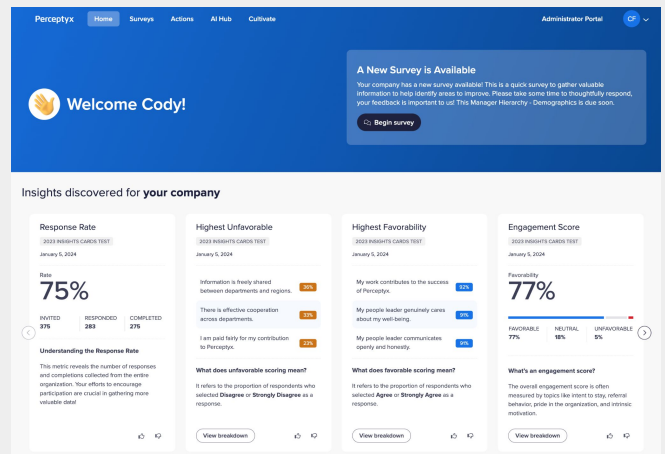 Perceptyx Home Surveys Actions AI Hub Cultivate Administrator Portal CF
Welcome Cody!
A New Survey is Available
Your company has a new survey available! This is a quick survey to gather valuable
information to help identify areas to improve. Please take some time to thoughtfully respond,
your feedback is important to us! This Manager Hierarchy - Demographics is due soon.
Begin survey
Insights discovered for your company
Response Rate
2023 INSIGHTS CARDS TEST
January 5, 2024
Rate
75%
INVITED RESPONDED COMPLETED
375 283 275
Understanding the Response Rate
This metric reveals the number of responses
and completions collected from the entire
organization. Your efforts to encourage
participation are crucial in gathering more
valuable data!
Highest Unfavorable
2023 INSIGHTS CARDS TEST
January 5, 2024
Information is freely shared
between departments and regions. 36%
There is effective cooperation
across departments. 33%
I am paid fairly for my contribution
to Perceptyx. 23%
What does unfavorable scoring mean?
It refers to the proportion of respondents who
selected Disagree or Strongly Disagree as a
response.
View breakdown
Highest Favorability
2023 INSIGHTS CARDS TEST
January 5, 2024
My work contributes to the success
of Perceptyx. 92%
My people leader genuinely cares
about my well-being. 91%
My people leader communicates
openly and honestly. 91%
What does favorable scoring mean?
It refers to the proportion of respondents who
selected Agree or Strongly Agree as a
response.
View breakdown
Engagement Score
2023 INSIGHTS CARDS TEST
January 5, 2024
Favorability
77%
FAVORABLE NEUTRAL UNFAVORABLE
77% 18% 5%
What's an engagement score?
The overall engagement score is often
measured by topics like intent to stay, referral
behavior, pride in the organization, and intrinsic
motivation.
View breakdown